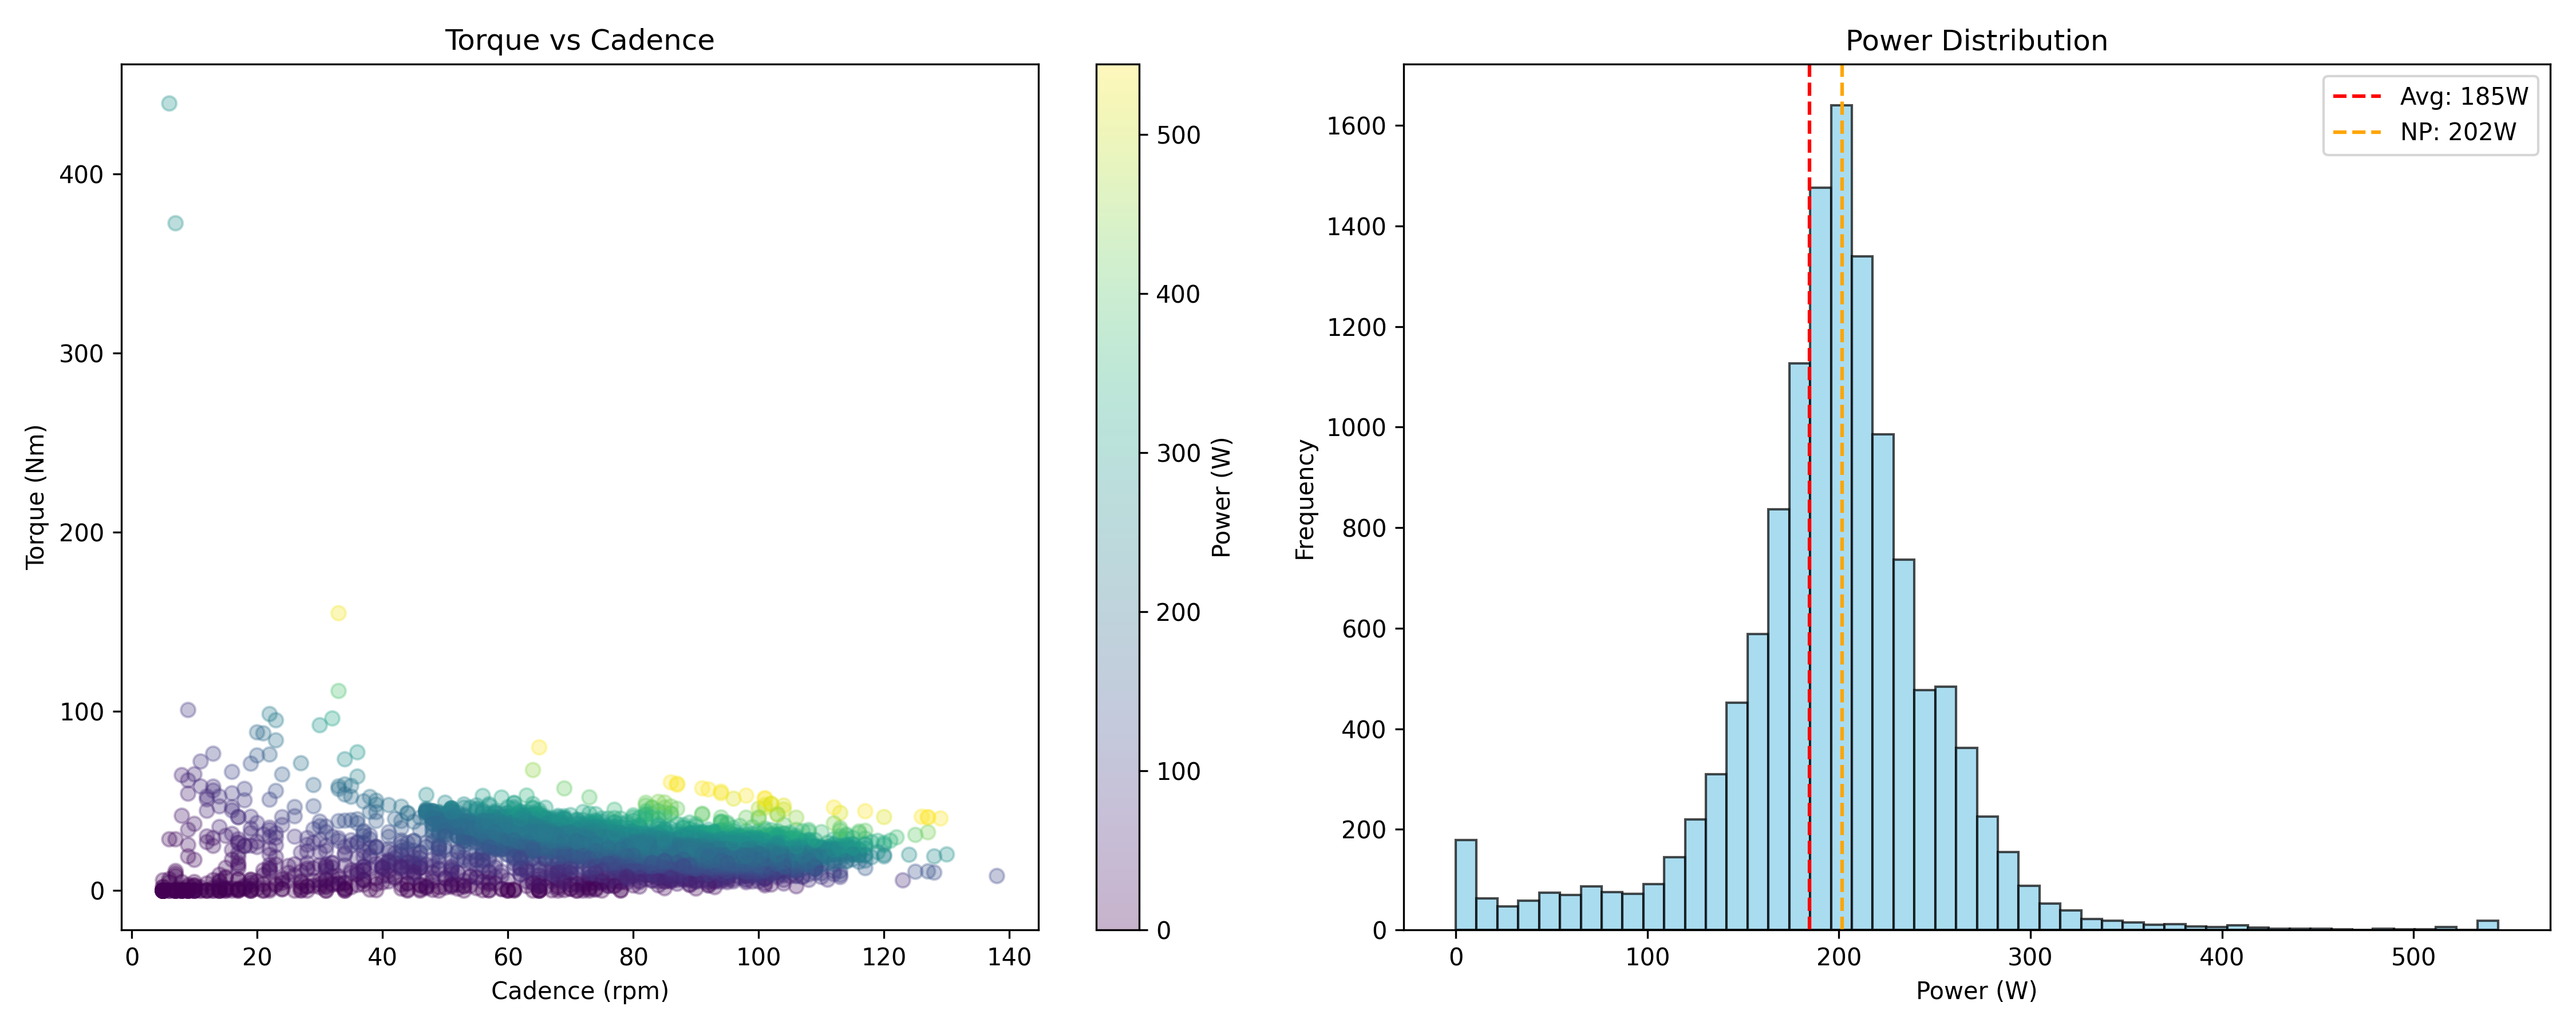 Torque vs Cadence
Torque (Nm)
400
300
200
100
0
0 20 40 60 80 100 120 140
Cadence (rpm)
500
400
300
200
100
0
Power (W)
Power Distribution
Avg: 185W
NP: 202W
Frequency
1600
1400
1200
1000
800
600
400
200
0
0 100 200 300 400 500
Power (W)